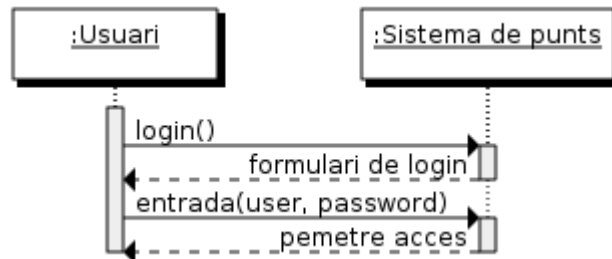 :Usuari
:Sistema de punts
login()
formulari de login
entrada(user, password)
pemetre acces